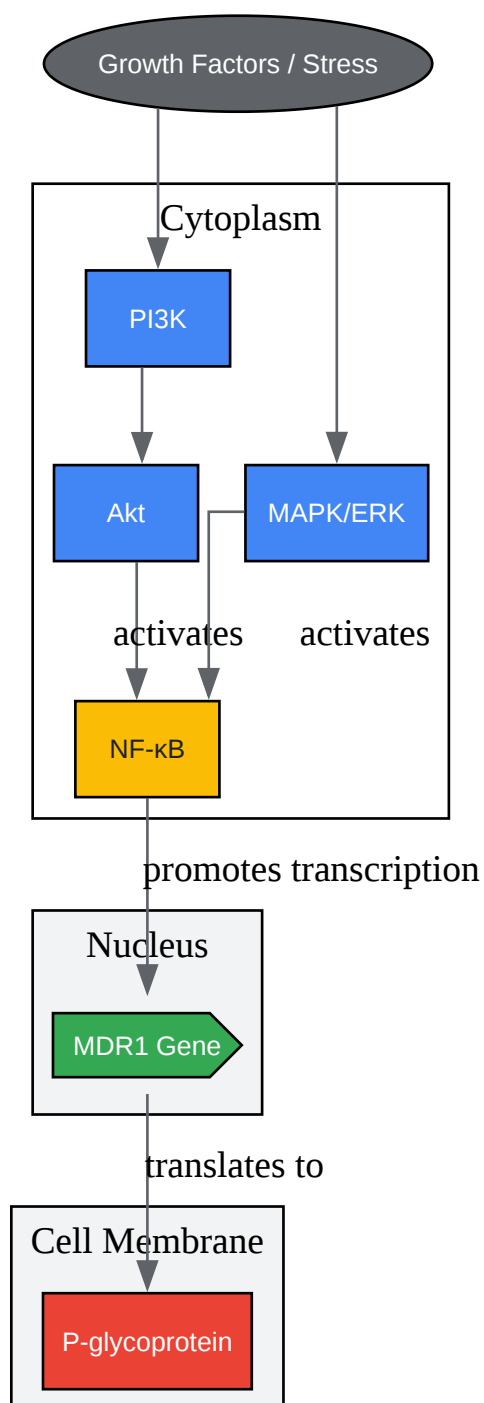 Growth Factors / Stress
Cytoplasm
PI3K
Akt
MAPK/ERK
activates
activates
NF-κB
promotes transcription
Nucleus
MDR1 Gene
translates to
Cell Membrane
P-glycoprotein